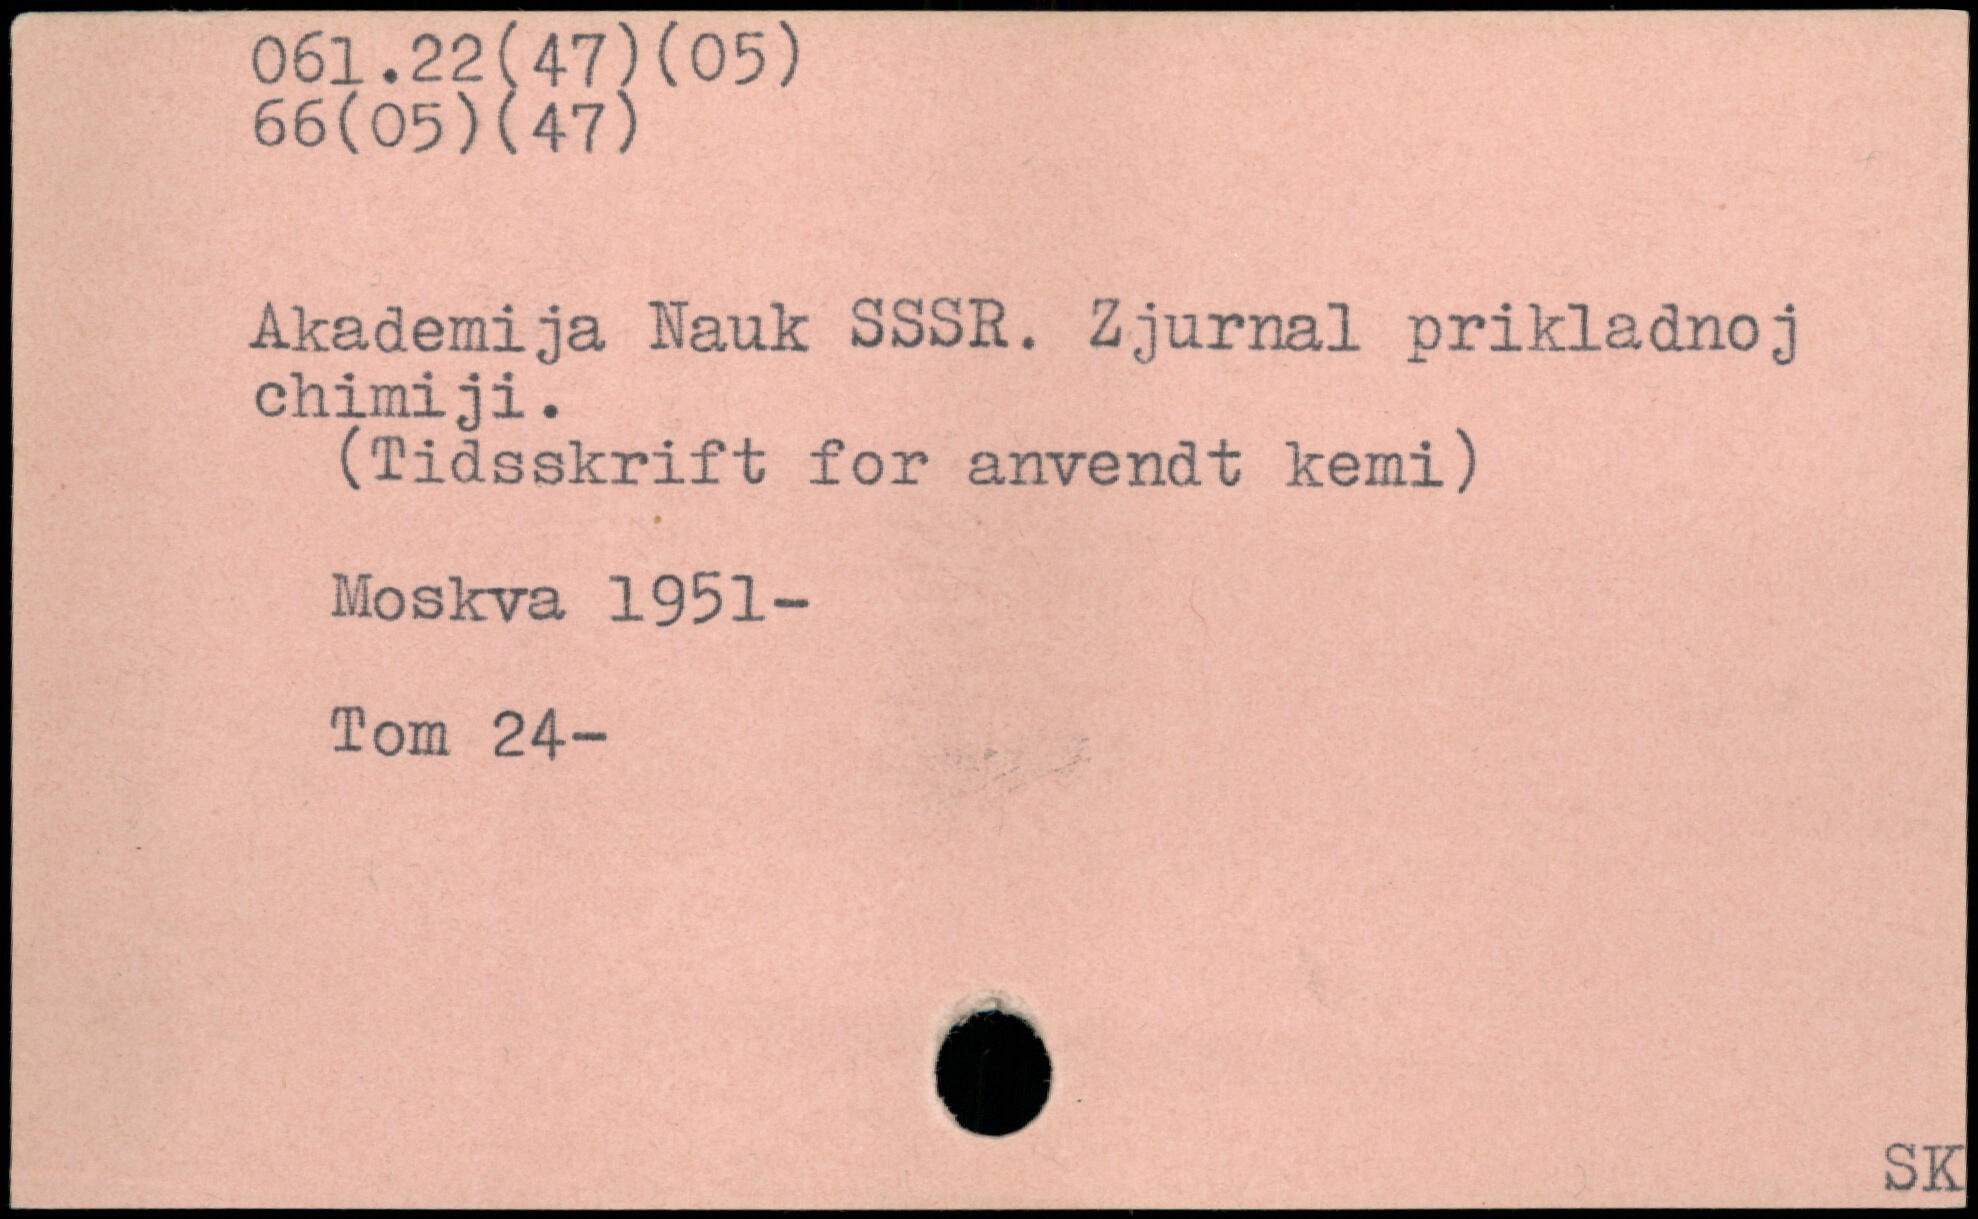 061.22(47)(05)
66(05)(47)
Akademija Nauk SSSR. Zjurnal prikladnoj
chimiji.
(Tidsskrift for anvendt kemi)
Moskva 1951-
Tom 24-
SK